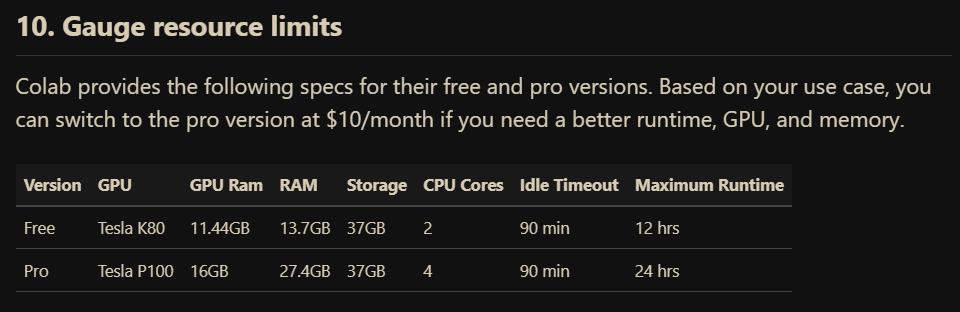 10. Gauge resource limits
Colab provides the following specs for their free and pro versions. Based on your use case, you
can switch to the pro version at $10/month if you need a better runtime, GPU, and memory.
Version GPU GPU Ram RAM Storage CPU Cores Idle Timeout Maximum Runtime
Free Tesla K80 11.44GB 13.7GB 37GB 2 90 min 12 hrs
Pro Tesla P100 16GB 27.4GB 37GB 4 90 min 24 hrs